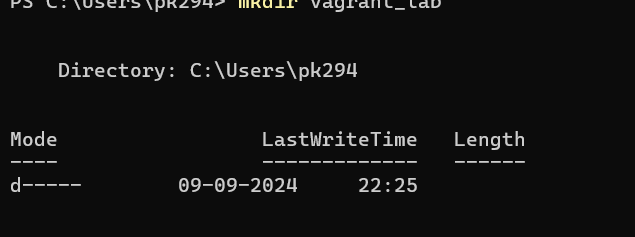 PS C:\Users\pk294> mkdir vagrant_lab
Directory: C:\Users\pk294
Mode LastWriteTime Length
---- ------------- ------
d----- 09-09-2024 22:25